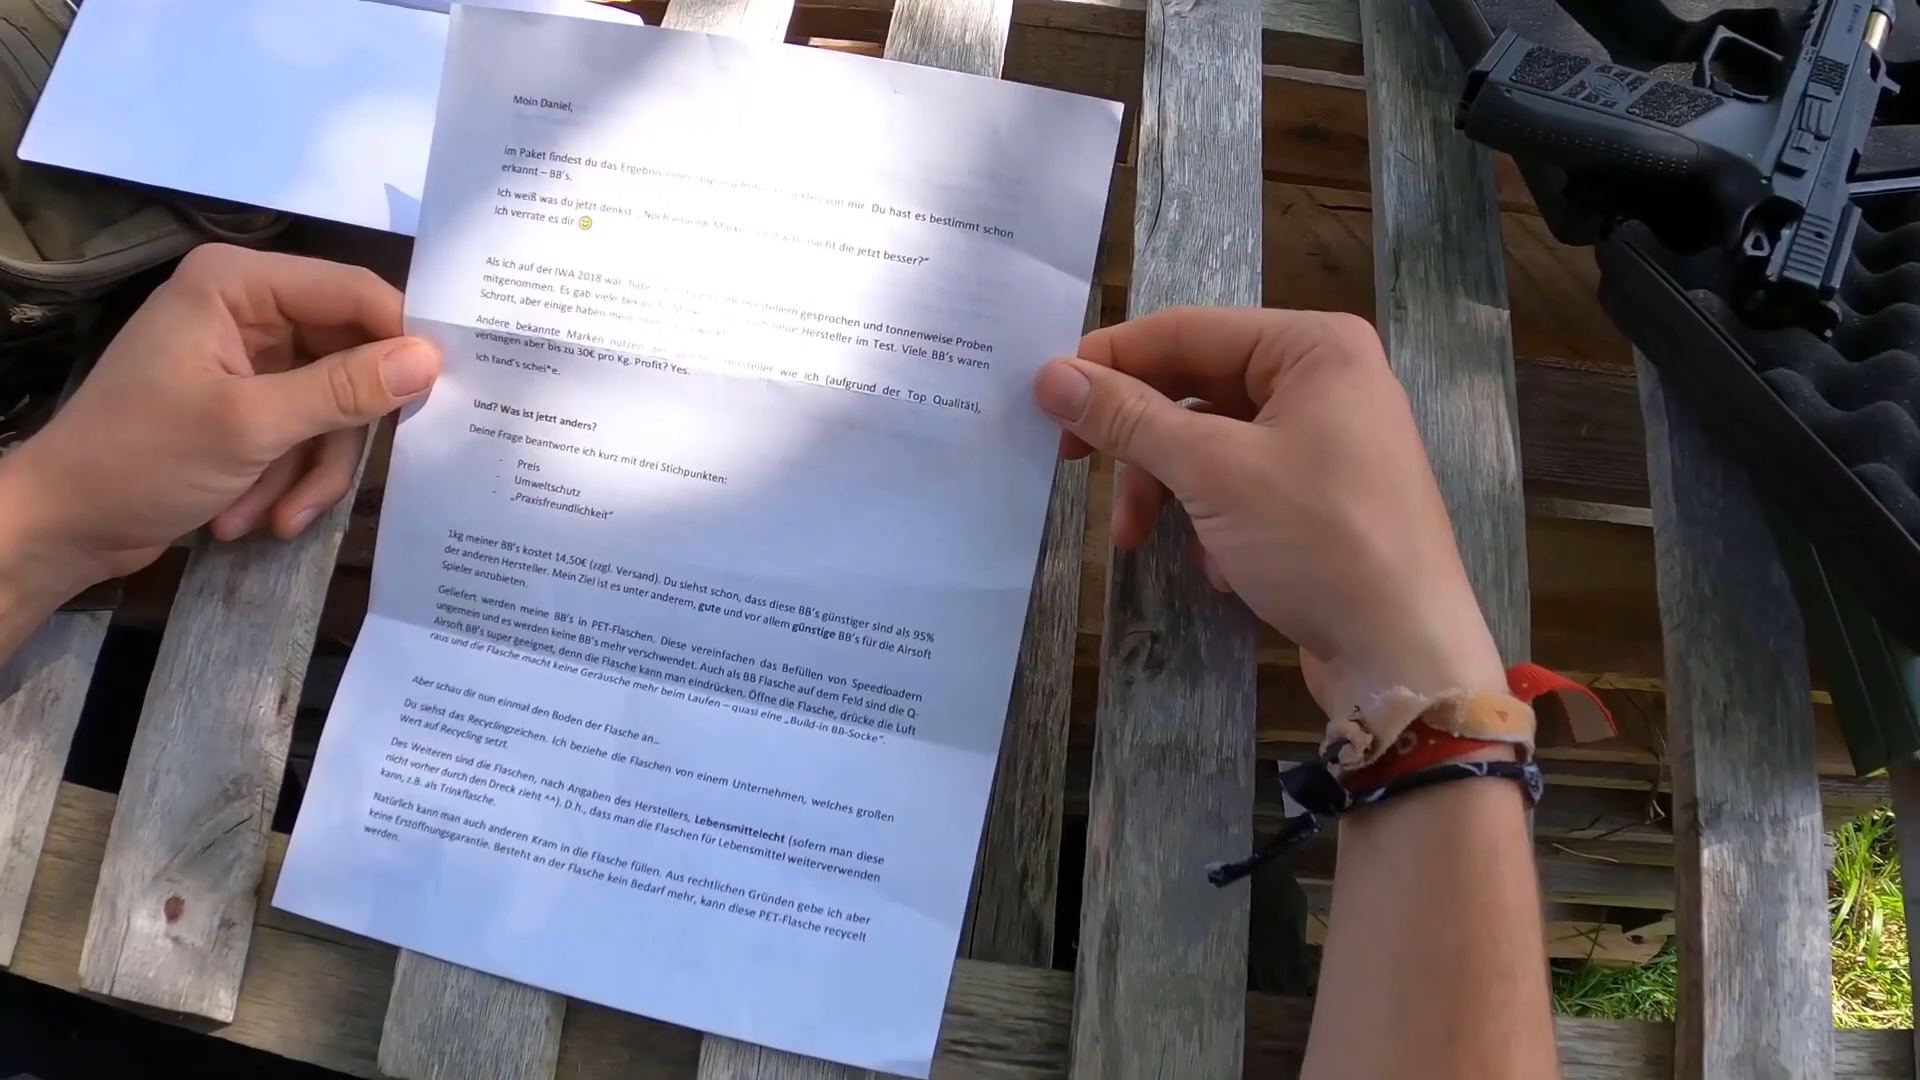 Moin Daniel,
im Paket findest du das Ergebnis eines von mir. Du hast es bestimmt schon
erkannt – BB's.
Ich weiß was du jetzt denkst „Noch eine BB Marke, macht die jetzt besser?“
Ich verrate es dir 😊
Als ich auf der IWA 2018 war, habe Herstellern gesprochen und tonnenweise Proben
mitgenommen. Es gab viele neue Hersteller im Test. Viele BB's waren
Schrott, aber einige haben mein
Andere bekannte Marken nutzen den Hersteller wie ich (aufgrund der Top Qualität),
verlangen aber bis zu 30€ pro Kg. Profit? Yes.
Ich fand's schei*e.
Und? Was ist jetzt anders?
Deine Frage beantworte ich kurz mit drei Stichpunkten:
- Preis
- Umweltschutz
- „Praxisfreundlichkeit“
1kg meiner BB's kostet 14,50€ (zzgl. Versand). Du siehst schon, dass diese BB's günstiger sind als 95%
der anderen Hersteller. Mein Ziel ist es unter anderem, gute und vor allem günstige BB's für die Airsoft
Spieler anzubieten.
Geliefert werden meine BB's in PET-Flaschen. Diese vereinfachen das Befüllen von Speedloadern
ungemein und es werden keine BB's mehr verschwendet. Auch als BB Flasche auf dem Feld sind die Q-
Airsoft BB's super geeignet, denn die Flasche kann man eindrücken. Öffne die Flasche, drücke die Luft
raus und die Flasche macht keine Geräusche mehr beim Laufen – quasi eine „Build-in BB-Socke“.
Aber schau dir nun einmal den Boden der Flasche an...
Du siehst das Recyclingzeichen. Ich beziehe die Flaschen von einem Unternehmen, welches großen
Wert auf Recycling setzt.
Des Weiteren sind die Flaschen, nach Angaben des Herstellers, Lebensmittelecht (sofern man diese
nicht vorher durch den Dreck zieht ^^). D.h., dass man die Flaschen für Lebensmittel weiterverwenden
kann, z.B. als Trinkflasche.
Natürlich kann man auch anderen Kram in die Flasche füllen. Aus rechtlichen Gründen gebe ich aber
keine Erstöffnungsgarantie. Besteht an der Flasche kein Bedarf mehr, kann diese PET-Flasche recycelt
werden.